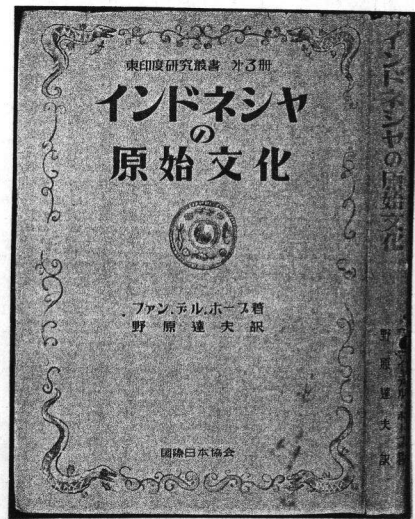 東印度研究叢書 第3冊
インドネシヤ
の
原始文化
ファン、デル、ホープ著
野原達夫訳
國際日本協会
インドネシヤの原始文化
野原達夫訳